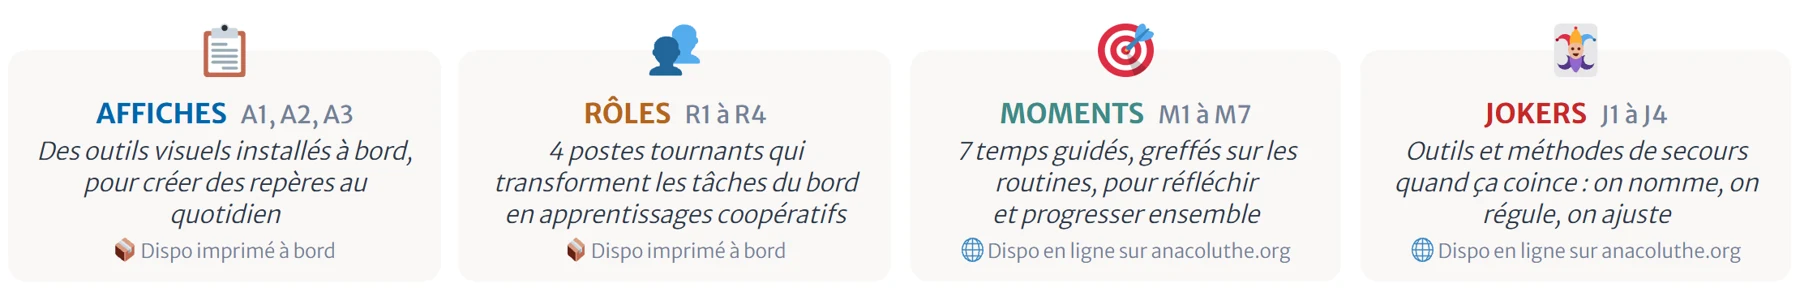 AFFICHES A1, A2, A3
Des outils visuels installés à bord,
pour créer des repères au
quotidien
Dispo imprimé à bord
RÔLES R1 à R4
4 postes tournants qui
transforment les tâches du bord
en apprentissages coopératifs
Dispo imprimé à bord
MOMENTS M1 à M7
7 temps guidés, greffés sur les
routines, pour réfléchir
et progresser ensemble
Dispo en ligne sur anacoluthe.org
JOKERS J1 à J4
Outils et méthodes de secours
quand ça coince : on nomme, on
régule, on ajuste
Dispo en ligne sur anacoluthe.org